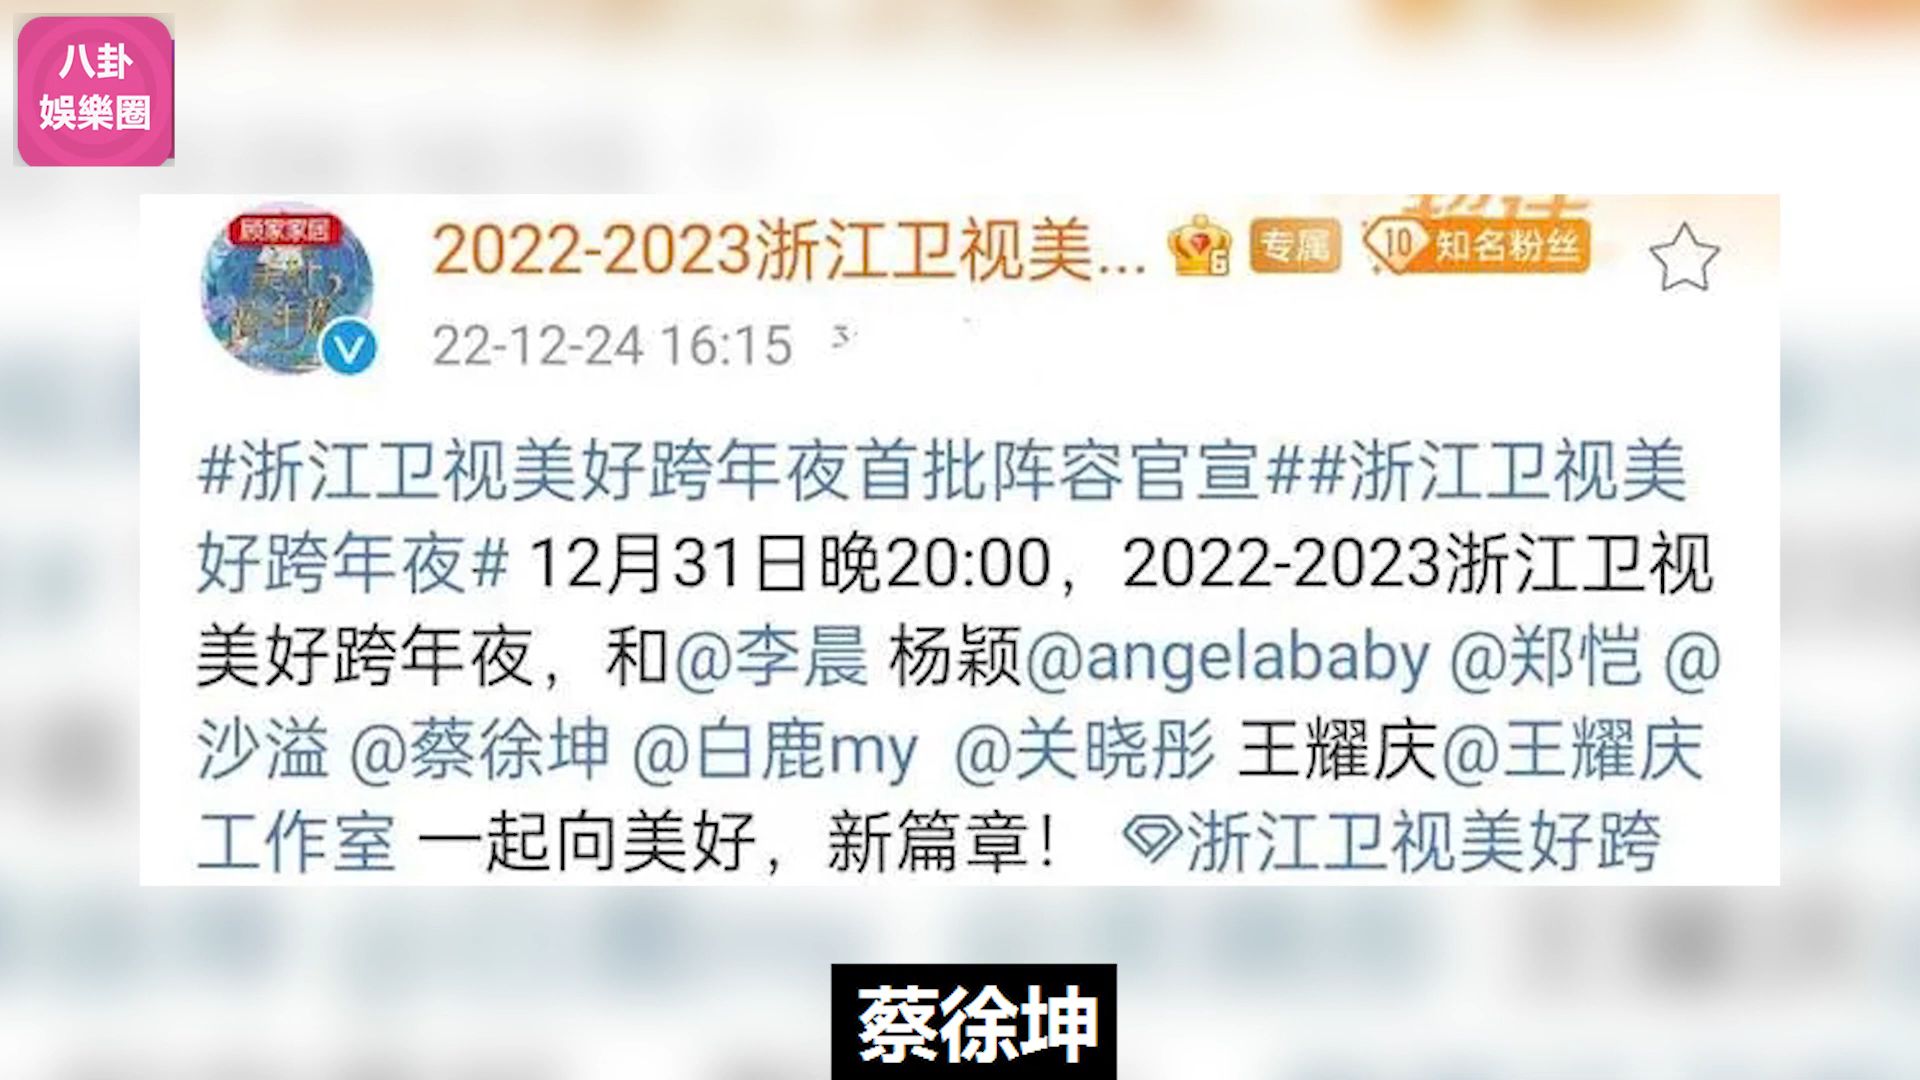 八卦
娛樂圈
顾家家居
2022-2023浙江卫视美... 6 专属 10 知名粉丝
22-12-24 16:15
#浙江卫视美好跨年夜首批阵容官宣##浙江卫视美
好跨年夜# 12月31日晚20:00，2022-2023浙江卫视
美好跨年夜，和@李晨 杨颖@angelababy @郑恺 @
沙溢 @蔡徐坤 @白鹿my @关晓彤 王耀庆@王耀庆
工作室 一起向美好，新篇章！ 浙江卫视美好跨
蔡徐坤